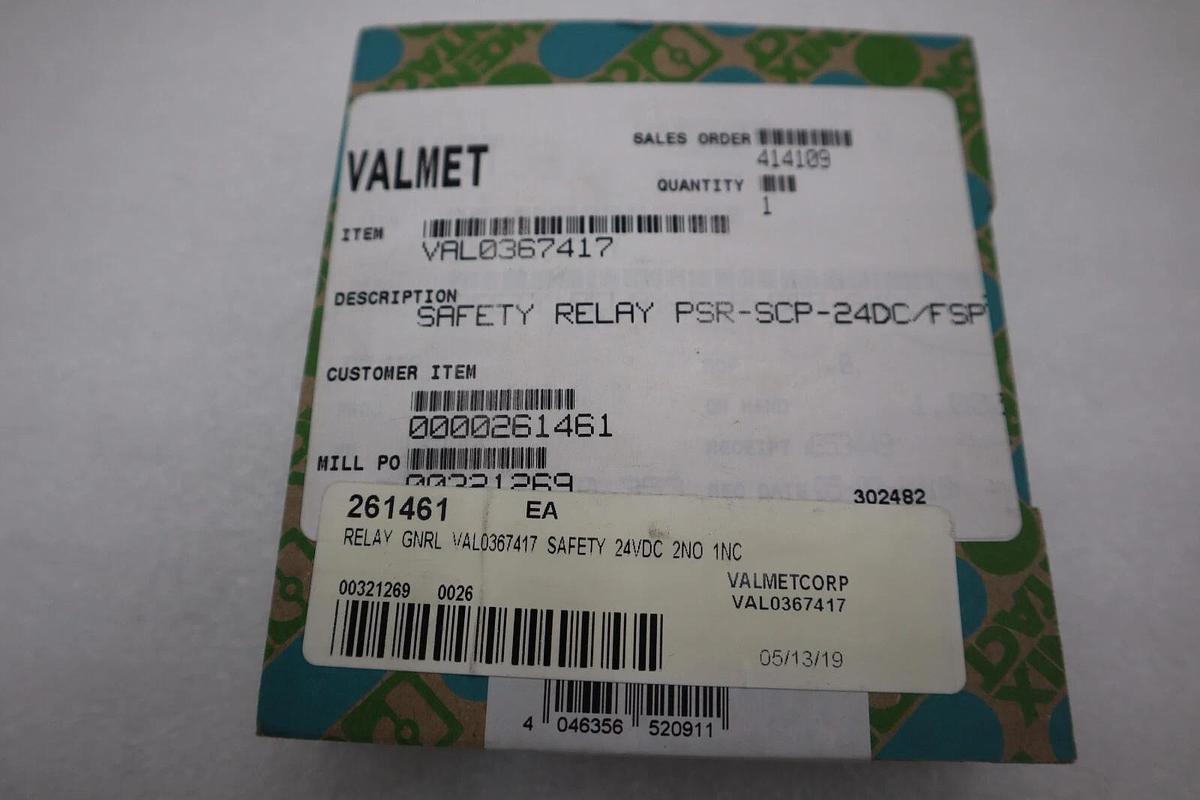 VALMET
SALES ORDER
414109
QUANTITY
1
ITEM
VAL0367417
DESCRIPTION
SAFETY RELAY PSR-SCP-24DC/FSP
CUSTOMER ITEM
0000261461
MILL PO
00321269
302482
261461 EA
RELAY GNRL VAL0367417 SAFETY 24VDC 2NO 1NC
00321269 0026
VALMETCORP
VAL0367417
05/13/19
4 046356 520911